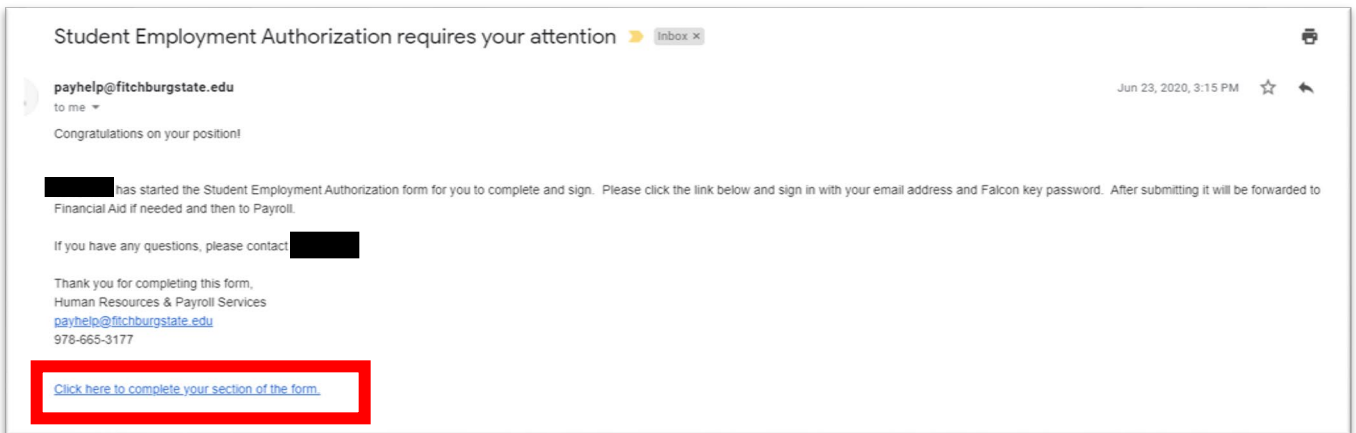 Student Employment Authorization requires your attention Inbox ×
payhelp@fitchburgstate.edu Jun 23, 2020, 3:15 PM
to me
Congratulations on your position!
has started the Student Employment Authorization form for you to complete and sign. Please click the link below and sign in with your email address and Falcon key password. After submitting it will be forwarded to
Financial Aid if needed and then to Payroll.
If you have any questions, please contact
Thank you for completing this form,
Human Resources & Payroll Services
payhelp@fitchburgstate.edu
978-665-3177
Click here to complete your section of the form.